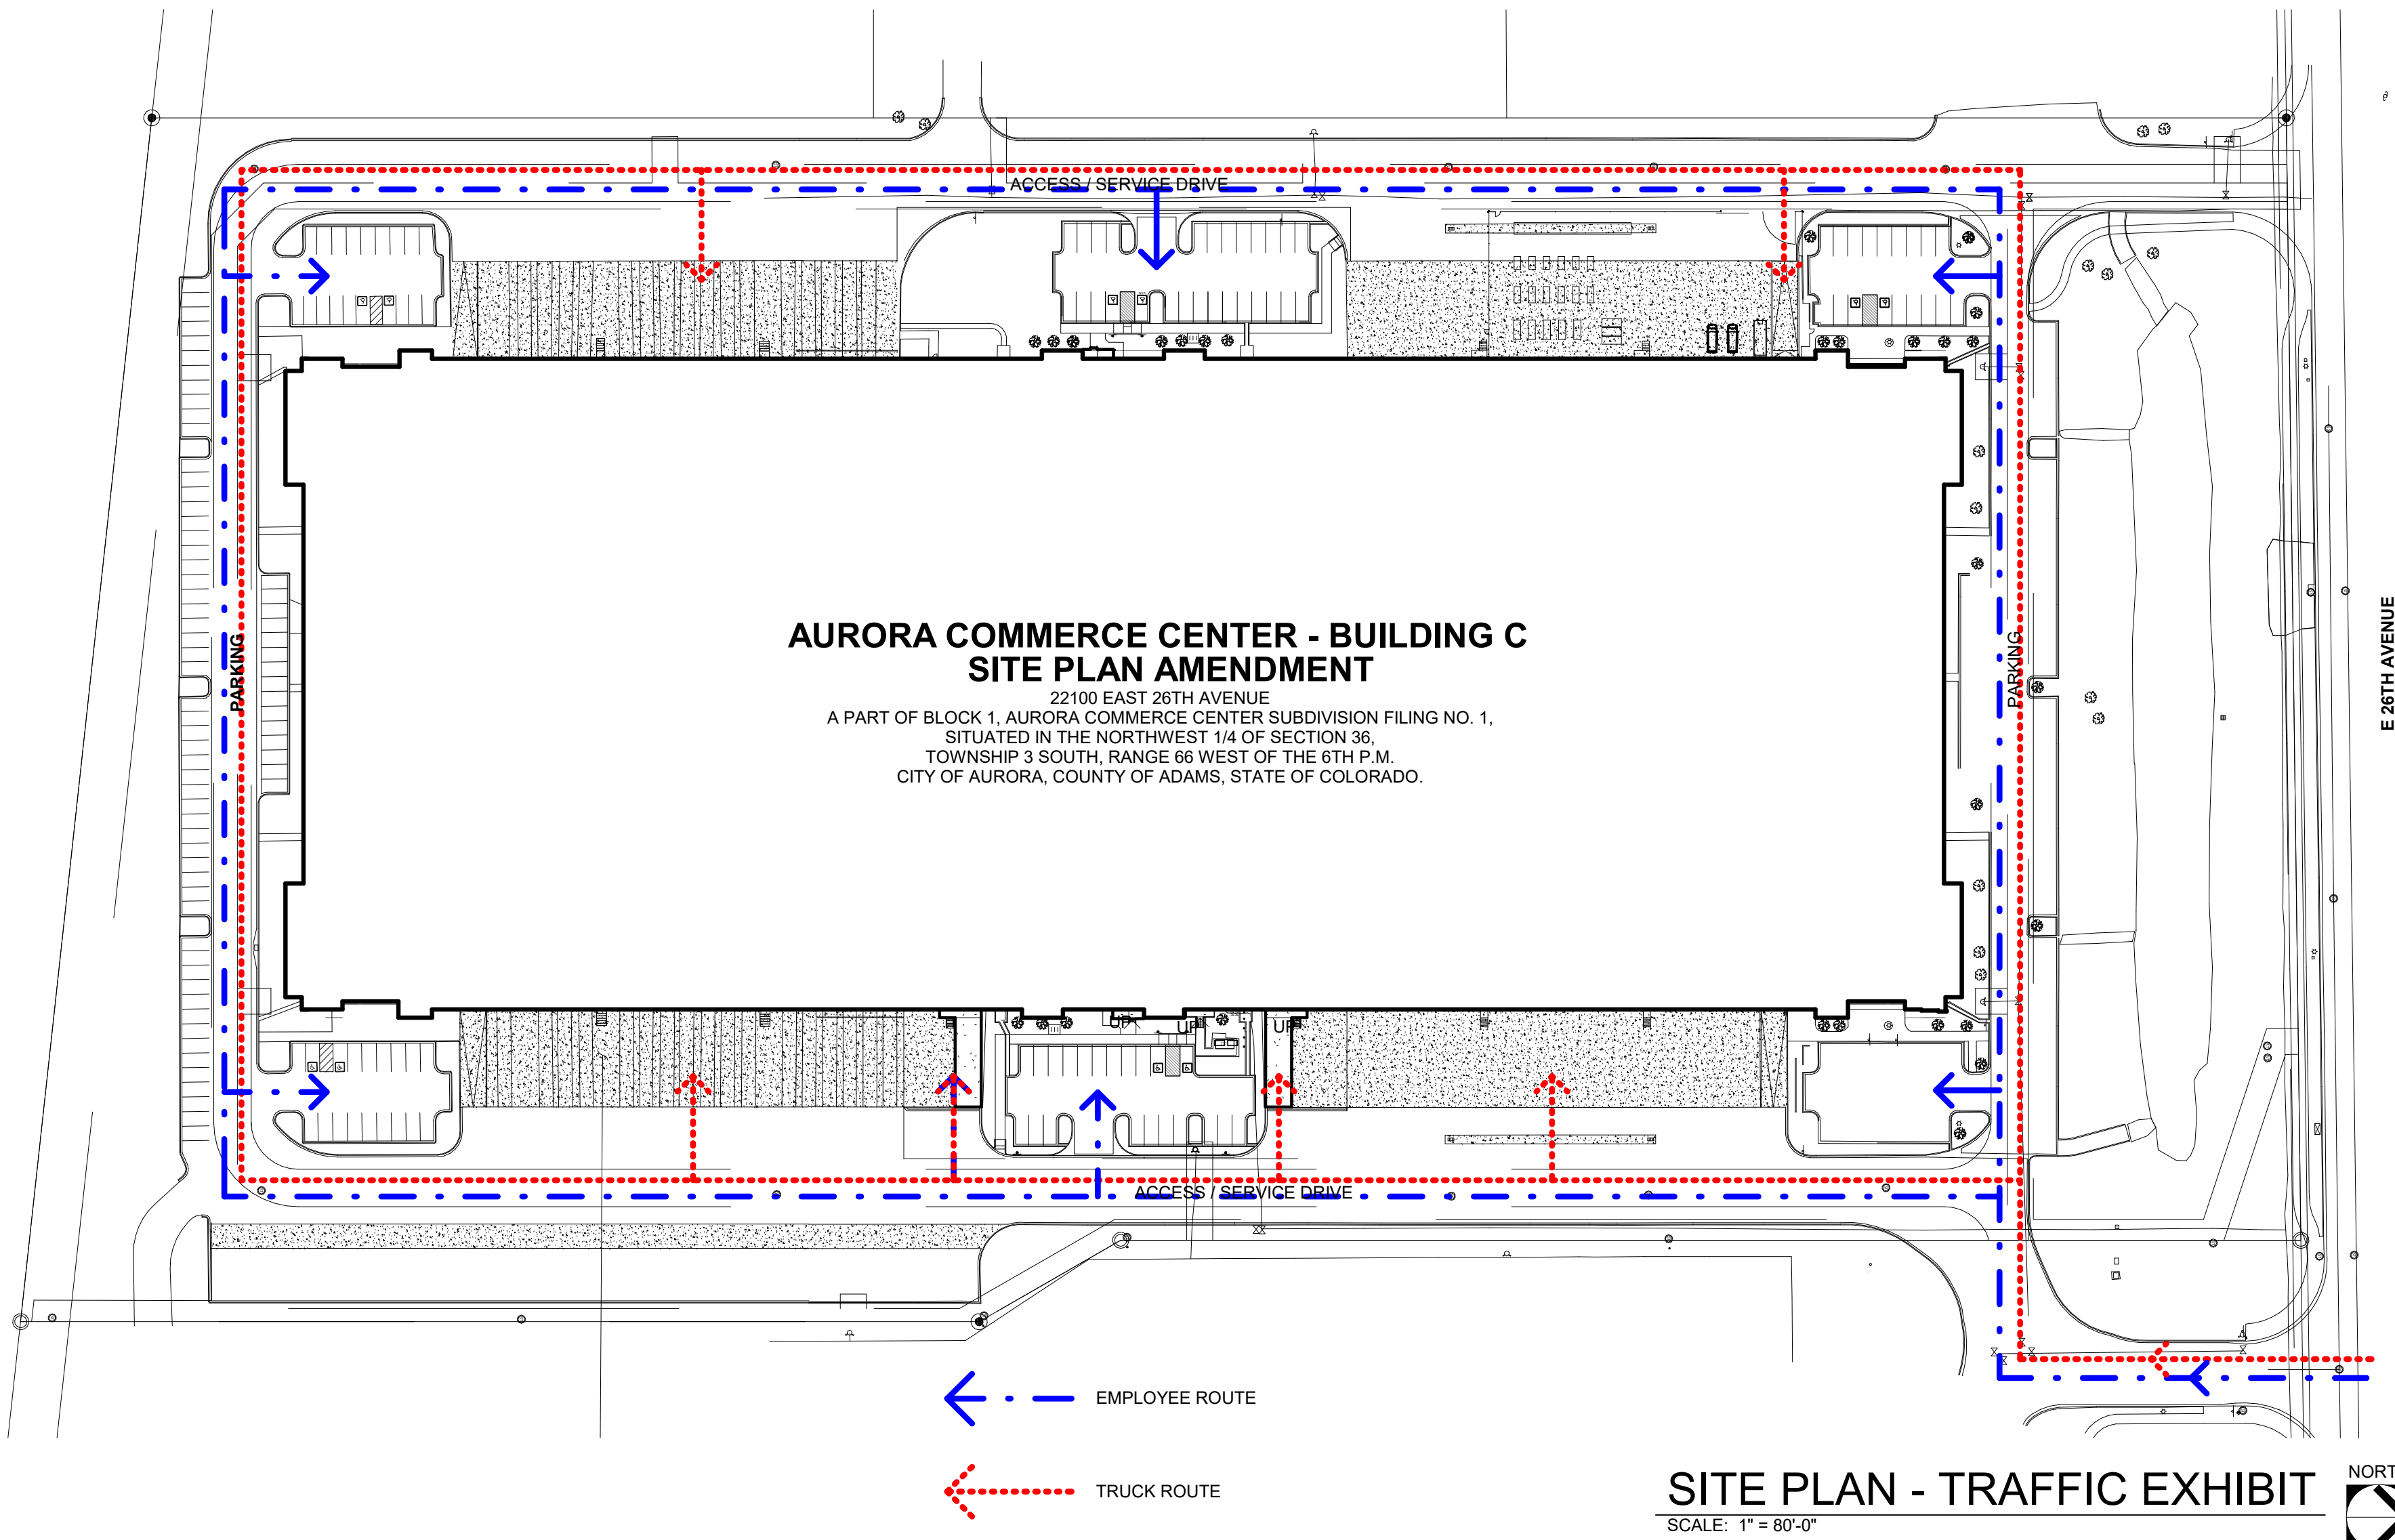 ACCESS / SERVICE DRIVE
PARKING
AURORA COMMERCE CENTER - BUILDING C
SITE PLAN AMENDMENT
22100 EAST 26TH AVENUE
A PART OF BLOCK 1, AURORA COMMERCE CENTER SUBDIVISION FILING NO. 1,
SITUATED IN THE NORTHWEST 1/4 OF SECTION 36,
TOWNSHIP 3 SOUTH, RANGE 66 WEST OF THE 6TH P.M.
CITY OF AURORA, COUNTY OF ADAMS, STATE OF COLORADO.
PARKING
E 26TH AVENUE
UP
UP
UP
ACCESS / SERVICE DRIVE
EMPLOYEE ROUTE
TRUCK ROUTE
SITE PLAN - TRAFFIC EXHIBIT
SCALE: 1" = 80'-0"
NORT